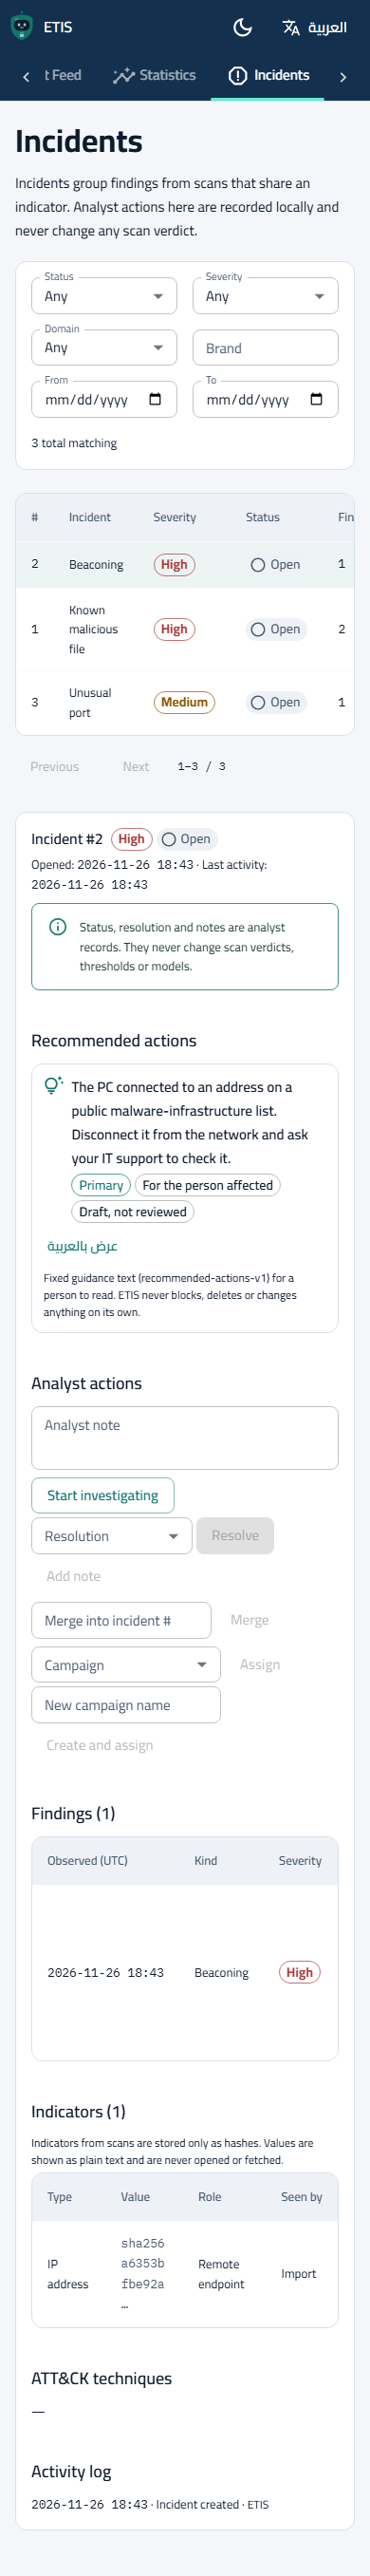 ETIS
العربية
t Feed
Statistics
Incidents
Incidents
Incidents group findings from scans that share an
indicator. Analyst actions here are recorded locally and
never change any scan verdict.
Status
Severity
Any
Any
Domain
Any
Brand
From
To
mm/dd/yyyy
mm/dd/yyyy
3 total matching
# Incident Severity Status Fin
2 Beaconing High Open 1
Known
1 malicious High Open 2
file
Unusual
3 Medium Open 1
port
Previous Next 1–3 / 3
Incident #2 High Open
Opened: 2026-11-26 18:43 · Last activity:
2026-11-26 18:43
Status, resolution and notes are analyst
records. They never change scan verdicts,
thresholds or models.
Recommended actions
The PC connected to an address on a
public malware-infrastructure list.
Disconnect it from the network and ask
your IT support to check it.
Primary For the person affected
Draft, not reviewed
عرض بالعربية
Fixed guidance text (recommended-actions-v1) for a
person to read. ETIS never blocks, deletes or changes
anything on its own.
Analyst actions
Analyst note
Start investigating
Resolution Resolve
Add note
Merge into incident # Merge
Campaign Assign
New campaign name
Create and assign
Findings (1)
Observed (UTC) Kind Severity
2026-11-26 18:43 Beaconing High
Indicators (1)
Indicators from scans are stored only as hashes. Values are
shown as plain text and are never opened or fetched.
Type Value Role Seen by
sha256
IP a6353b Remote
address fbe92a endpoint Import
…
ATT&CK techniques
—
Activity log
2026-11-26 18:43 · Incident created · ETIS